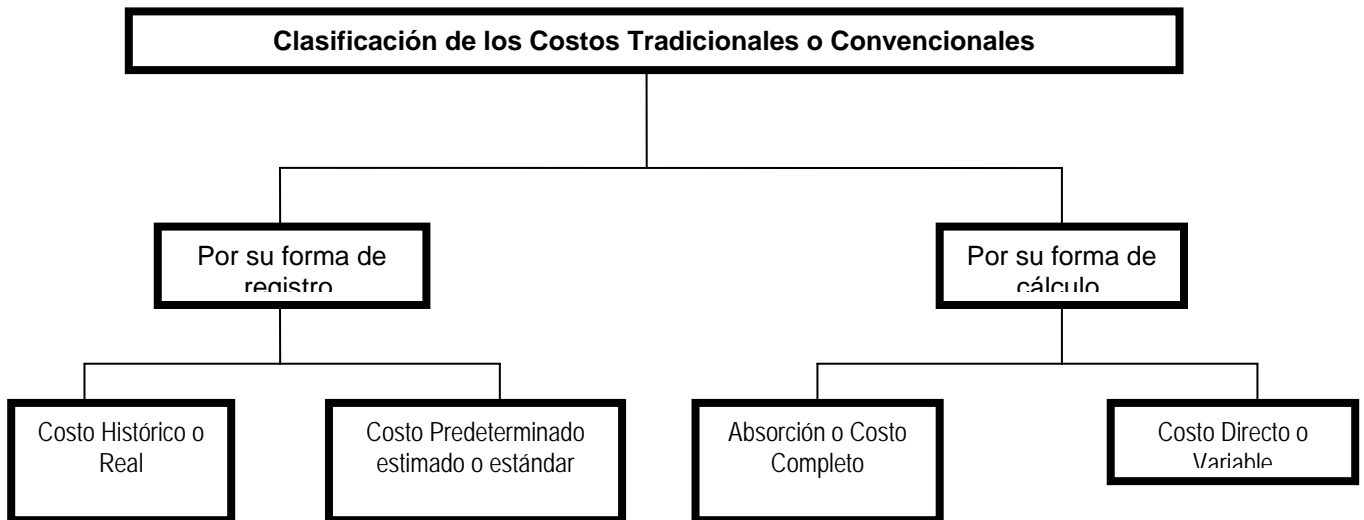 Clasificación de los Costos Tradicionales o Convencionales
Por su forma de
registro
Por su forma de
cálculo
Costo Histórico o
Real
Costo Predeterminado
estimado o estándar
Absorción o Costo
Completo
Costo Directo o
Variable